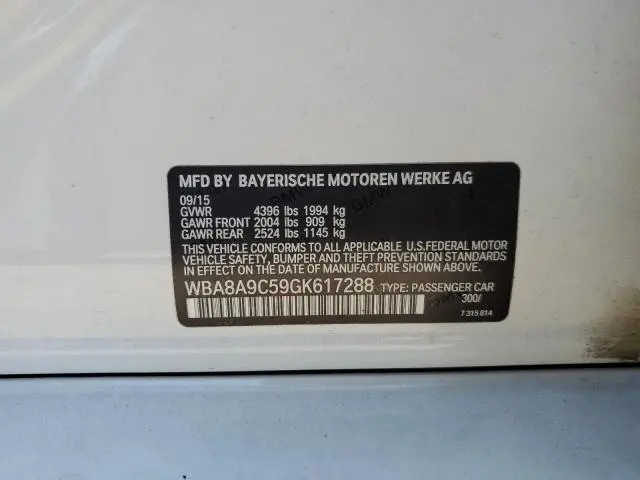 MFD BY BAYERISCHE MOTOREN WERKE AG
09/15
GVWR 4396 lbs 1994 kg
GAWR FRONT 2004 lbs 909 kg
GAWR REAR 2524 lbs 1145 kg
THIS VEHICLE CONFORMS TO ALL APPLICABLE U.S.FEDERAL MOTOR
VEHICLE SAFETY, BUMPER AND THEFT PREVENTION STANDARDS
IN EFFECT ON THE DATE OF MANUFACTURE SHOWN ABOVE.
WBA8A9C59GK617288 TYPE: PASSENGER CAR
300/
7 315 814